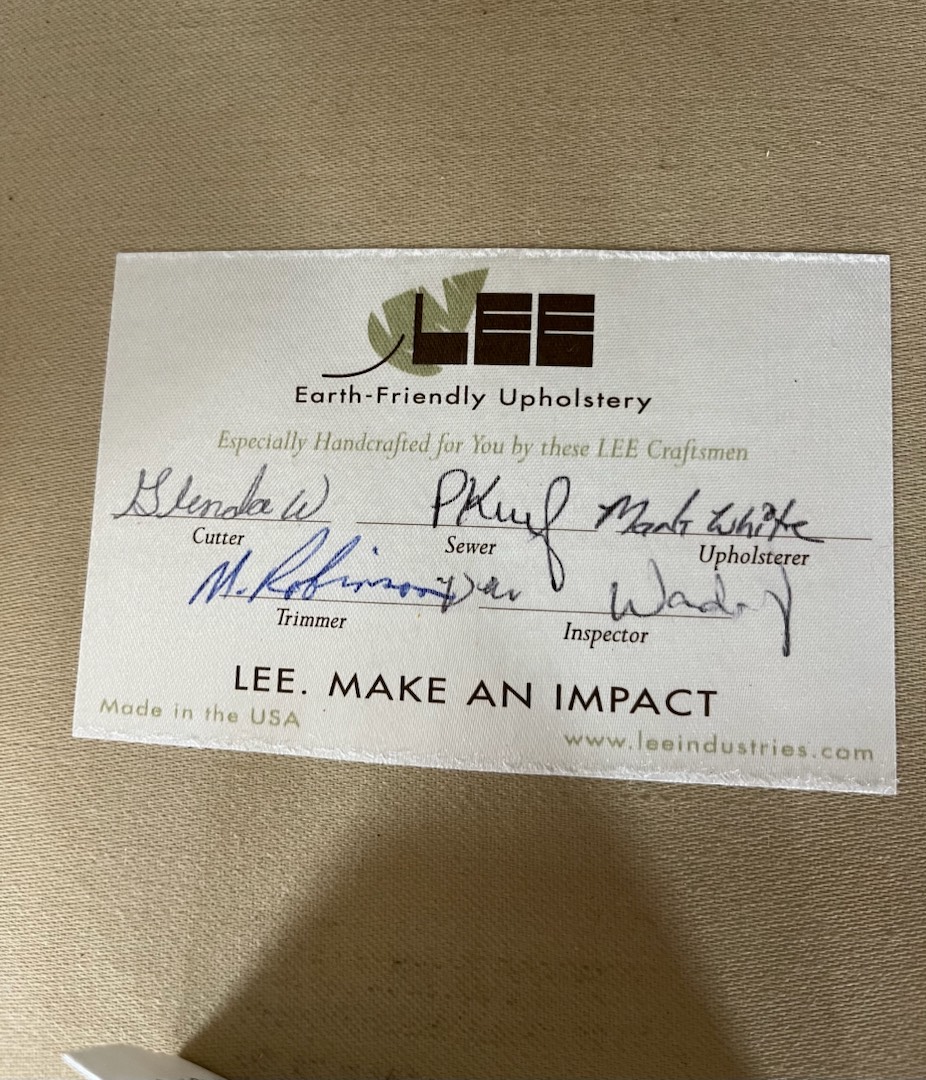 LEE
Earth-Friendly Upholstery
Especially Handcrafted for You by these LEE Craftsmen
Glenda W Mark White
Cutter Sewer Upholsterer
M. Robinson
Trimmer Inspector
LEE. MAKE AN IMPACT
Made in the USA
www.leeindustries.com